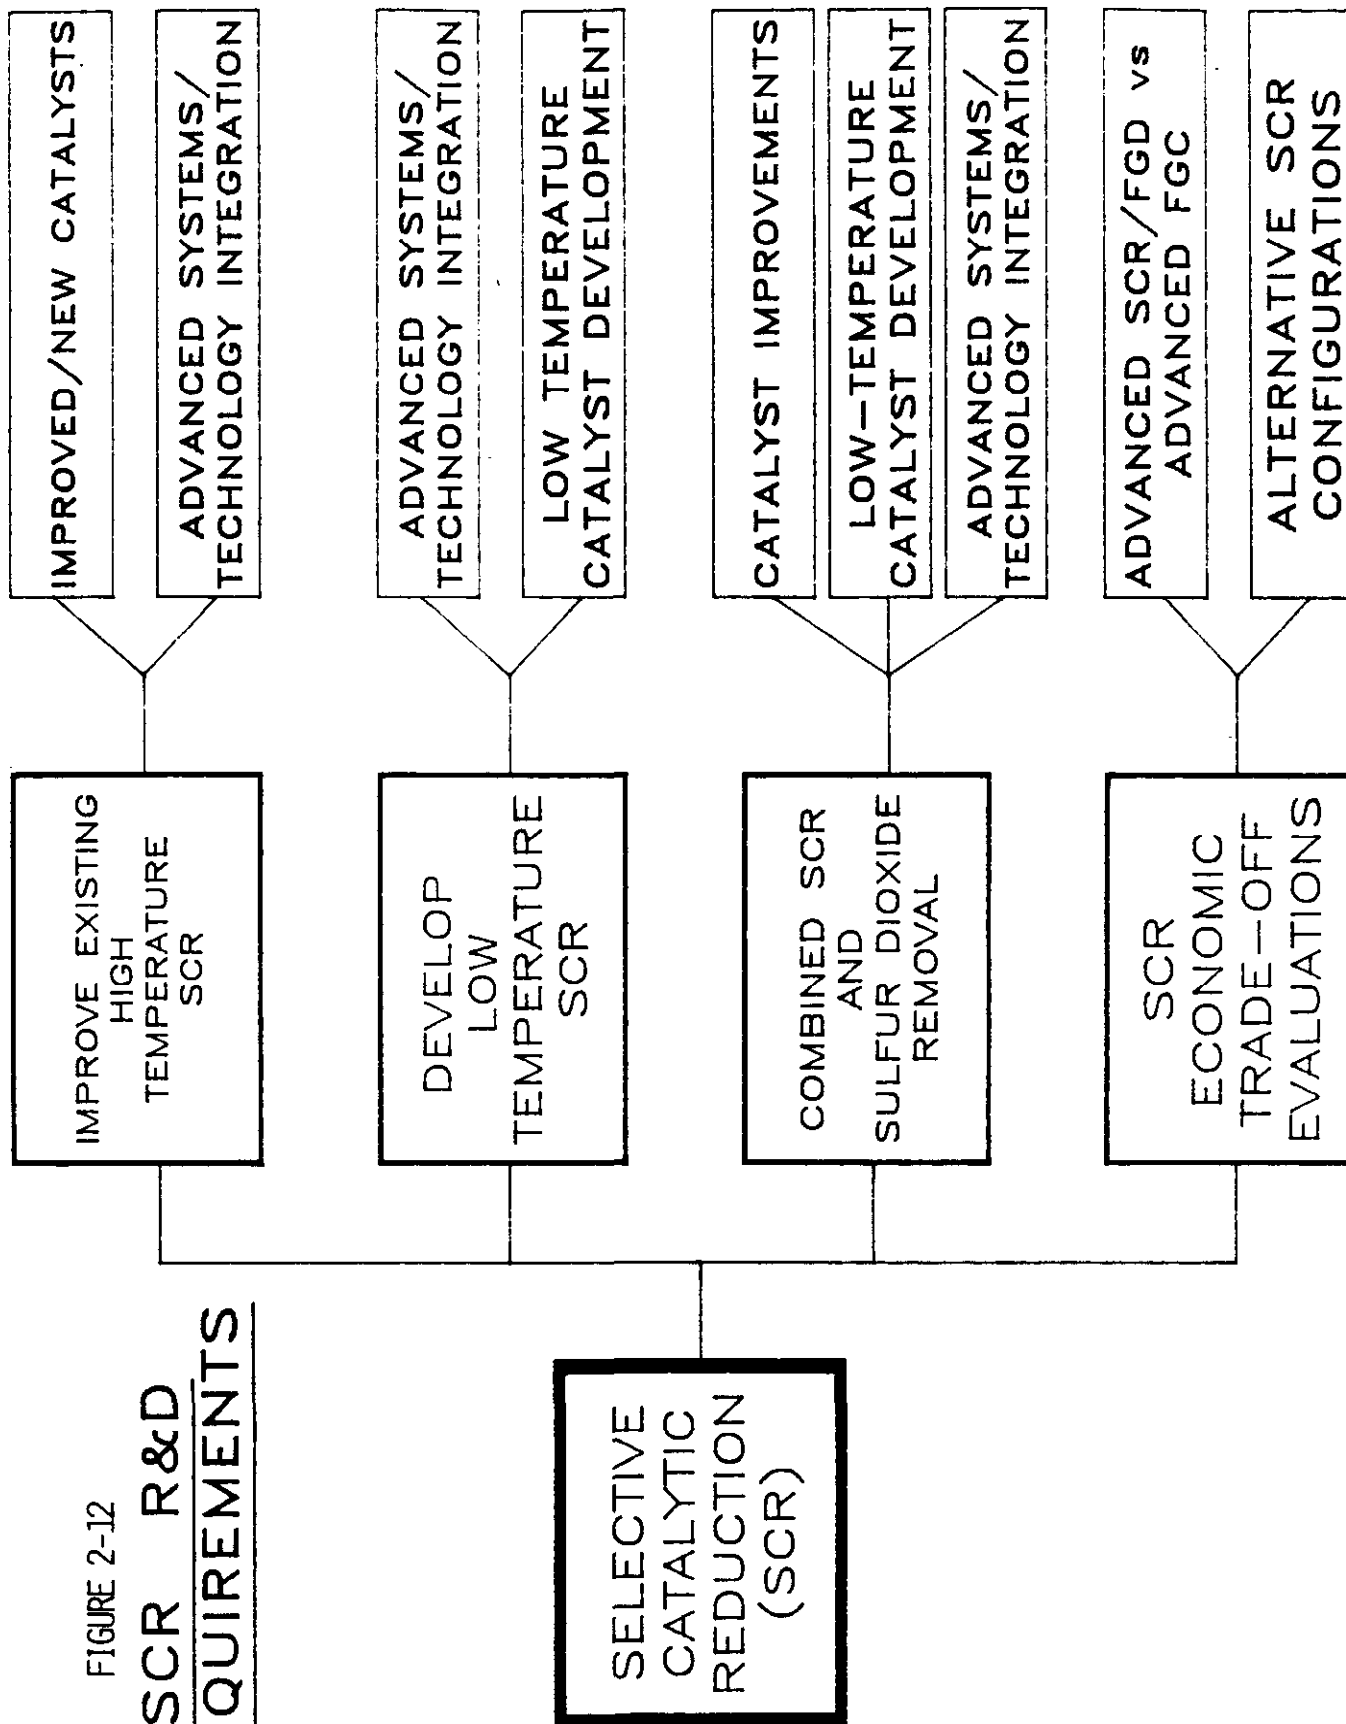 FIGURE 2-12
SCR R&D
QUIREMENTS
SELECTIVE
CATALYTIC
REDUCTION
(SCR)
IMPROVE EXISTING
HIGH
TEMPERATURE
SCR
DEVELOP
LOW
TEMPERATURE
SCR
COMBINED SCR
AND
SULFUR DIOXIDE
REMOVAL
SCR
ECONOMIC
TRADE-OFF
EVALUATIONS
IMPROVED/NEW CATALYSTS
ADVANCED SYSTEMS/
TECHNOLOGY INTEGRATION
ADVANCED SYSTEMS/
TECHNOLOGY INTEGRATION
LOW TEMPERATURE
CATALYST DEVELOPMENT
CATALYST IMPROVEMENTS
LOW-TEMPERATURE
CATALYST DEVELOPMENT
ADVANCED SYSTEMS/
TECHNOLOGY INTEGRATION
ADVANCED SCR/FGD vs
ADVANCED FGC
ALTERNATIVE SCR
CONFIGURATIONS